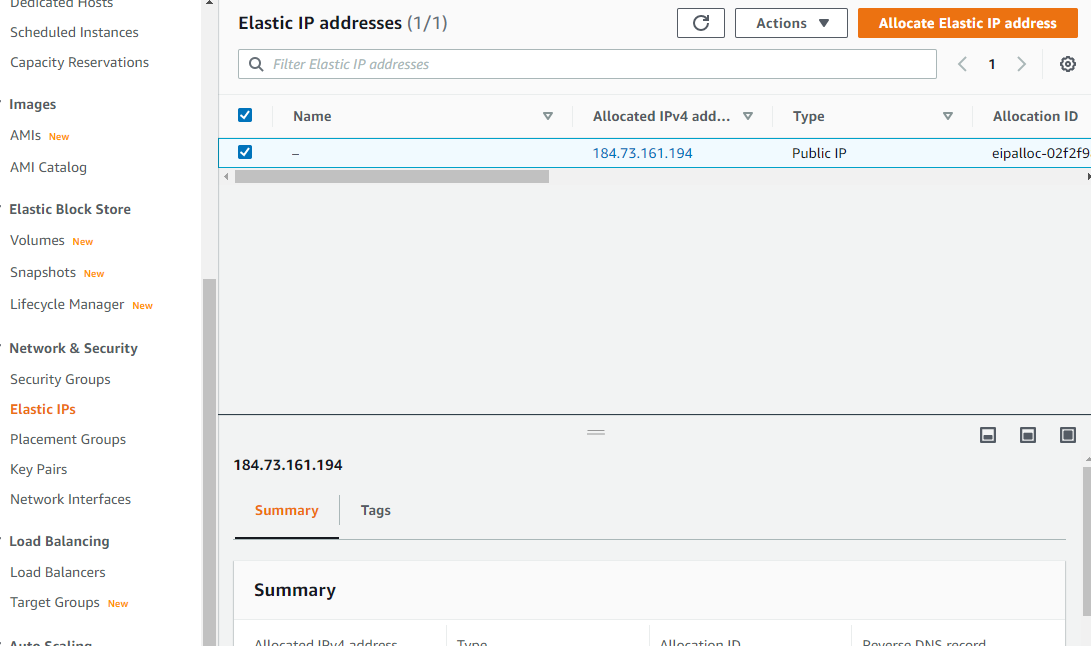 Dedicated Hosts
Scheduled Instances
Capacity Reservations
Images
AMIs New
AMI Catalog
Elastic Block Store
Volumes New
Snapshots New
Lifecycle Manager New
Network & Security
Security Groups
Elastic IPs
Placement Groups
Key Pairs
Network Interfaces
Load Balancing
Load Balancers
Target Groups New
Auto Scaling
Elastic IP addresses (1/1)
Actions
Allocate Elastic IP address
Filter Elastic IP addresses
1
Name Allocated IPv4 add... Type Allocation ID
– 184.73.161.194 Public IP eipalloc-02f2f9
184.73.161.194
Summary Tags
Summary
Allocated IPv4 address Type Allocation ID Reverse DNS record